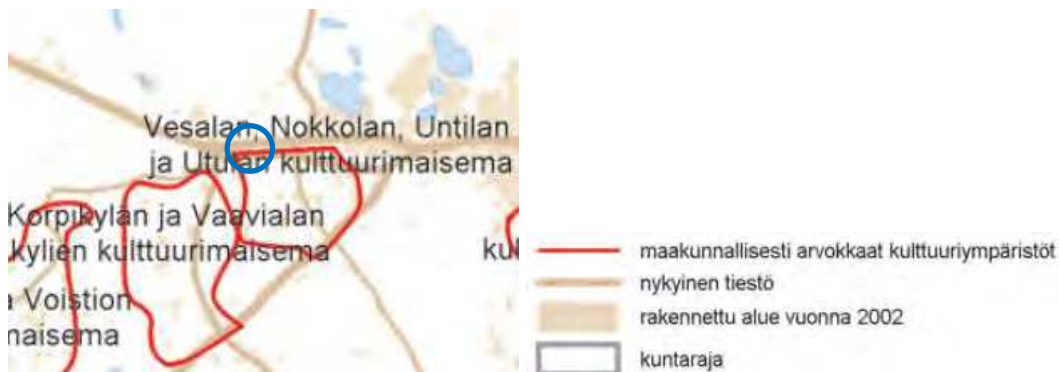 Vesalan, Nokkolan, Untilan
ja Utulan kulttuurimaisema
Korpikylän ja Vaavialan
kylien kulttuurimaisema
a Voistion
maisema
kul
maakunnallisesti arvokkaat kulttuuriympäristöt
nykyinen tiestö
rakennettu alue vuonna 2002
kuntaraja